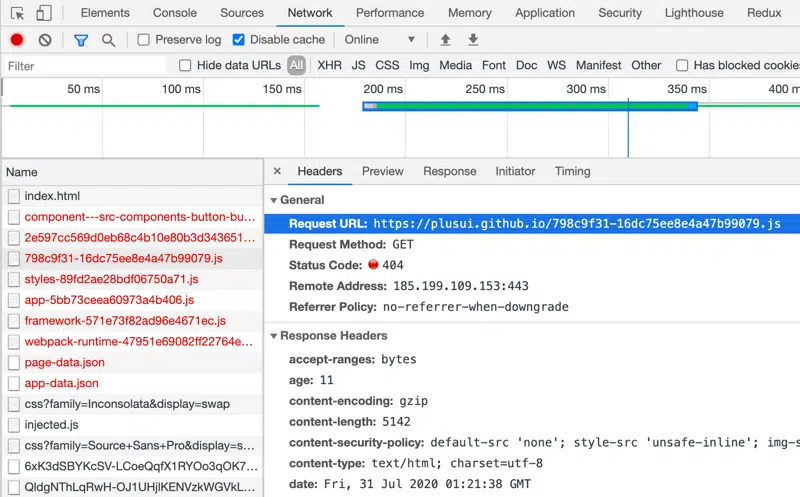 Elements Console Sources Network Performance Memory Application Security Lighthouse Redux
Preserve log Disable cache Online
Filter Hide data URLs All XHR JS CSS Img Media Font Doc WS Manifest Other Has blocked cookies
50 ms 100 ms 150 ms 200 ms 250 ms 300 ms 350 ms 400 m
Name
index.html
component---src-components-button-bu…
2e597cc569d0eb68c4b10e80b3d343651…
798c9f31-16dc75ee8e4a47b99079.js
styles-89fd2ae28bdf06750a71.js
app-5bb73ceea60973a4b406.js
framework-571e73f82ad96e4671ec.js
webpack-runtime-47951e69082ff22764e…
page-data.json
app-data.json
css?family=Inconsolata&display=swap
injected.js
css?family=Source+Sans+Pro&display=s…
6xK3dSBYKcSV-LCoeQqfX1RYOo3qOK7…
QldgNThLqRwH-OJ1UHjlKENVzkWGVkL…
× Headers Preview Response Initiator Timing
General
Request URL: https://plusui.github.io/798c9f31-16dc75ee8e4a47b99079.js
Request Method: GET
Status Code: 404
Remote Address: 185.199.109.153:443
Referrer Policy: no-referrer-when-downgrade
Response Headers
accept-ranges: bytes
age: 11
content-encoding: gzip
content-length: 5142
content-security-policy: default-src 'none'; style-src 'unsafe-inline'; img-s
content-type: text/html; charset=utf-8
date: Fri, 31 Jul 2020 01:21:38 GMT